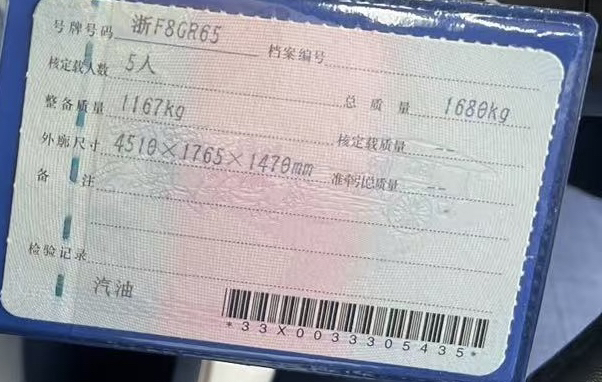 号牌号码 浙F8GR65 档案编号
核定载人数 5人
整备质量 1167kg 总质量 1680kg
外廓尺寸 4510×1765×1470mm 核定载质量 --
备注 准牵引总质量 --
检验记录
汽油
*33X0033305435*